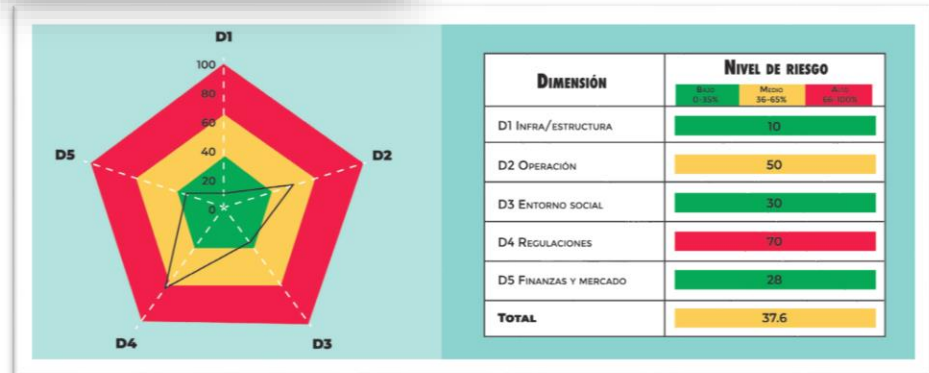 D1
100
80
60
40
20
0
D5
D2
D4
D3
DIMENSIÓN
NIVEL DE RIESGO
BAJO MEDIO ALTO
0-35% 36-65% 66-100%
D1 INFRA/ESTRUCTURA 10
D2 OPERACIÓN 50
D3 ENTORNO SOCIAL 30
D4 REGULACIONES 70
D5 FINANZAS Y MERCADO 28
TOTAL 37.6